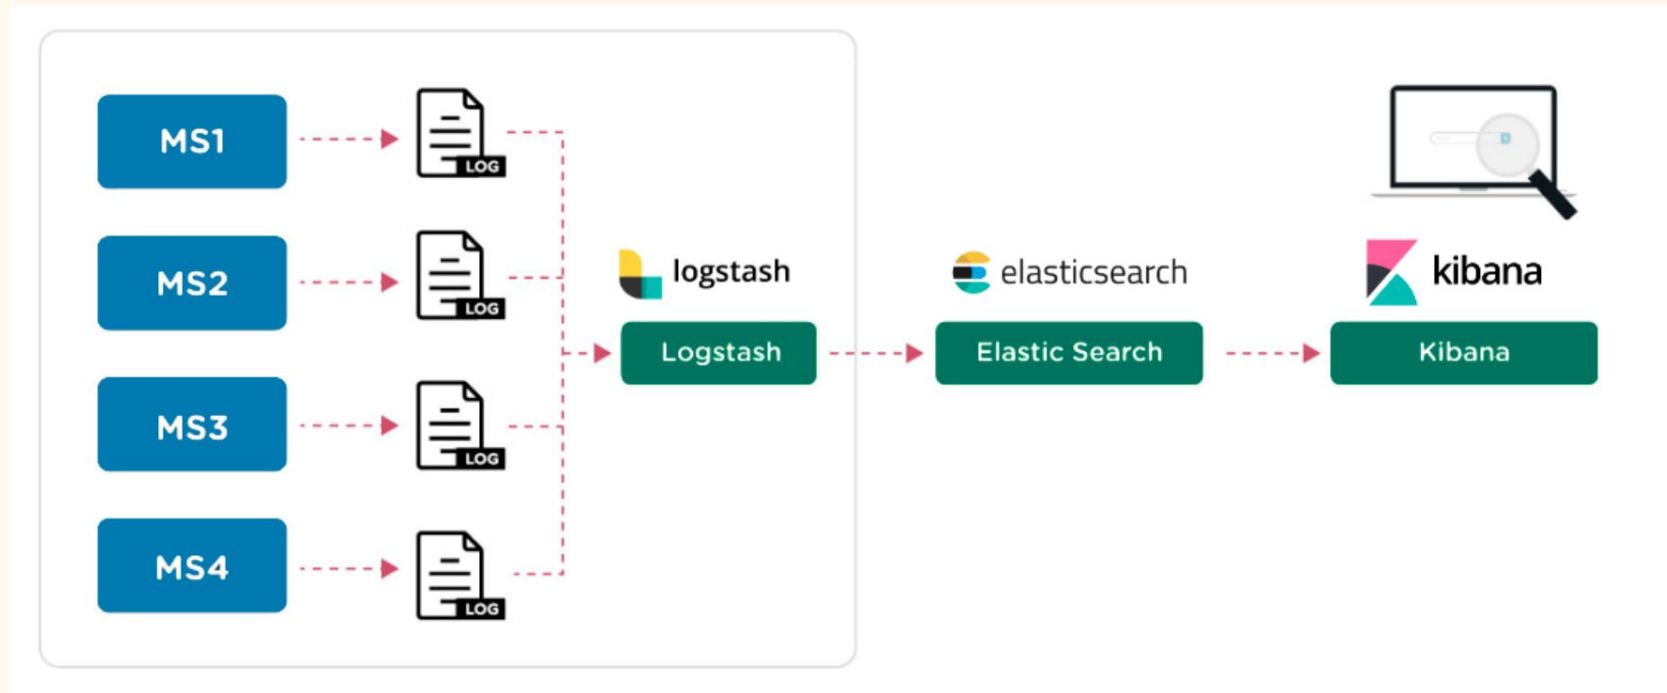 MS1
LOG
MS2
LOG
MS3
LOG
MS4
LOG
logstash
Logstash
elasticsearch
Elastic Search
kibana
Kibana